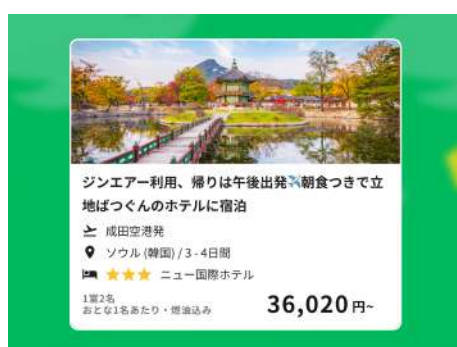 ジンエアー利用、帰りは午後出発✈️朝食つきで立
地ばつぐんのホテルに宿泊
成田空港発
ソウル (韓国) / 3 - 4日間
⭐⭐⭐ ニュー国際ホテル
1室2名
おとな1名あたり・燃油込み
36,020 円~